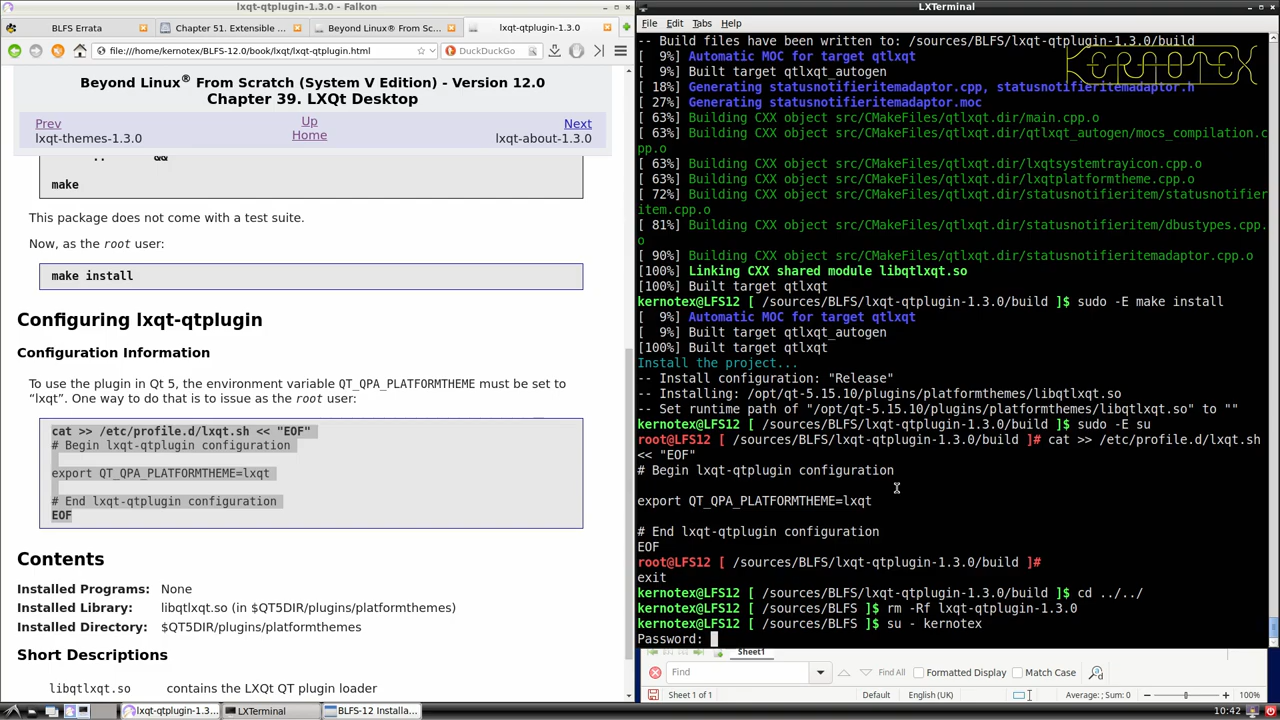 lxqt-qtplugin-1.3.0 - Falkon
BLFS Errata
Chapter 51. Extensible ...
Beyond Linux® From Sc...
lxqt-qtplugin-1.3.0
file:///home/kernotex/BLFS-12.0/book/lxqt/lxqt-qtplugin.html
DuckDuckGo
Beyond Linux® From Scratch (System V Edition) - Version 12.0
Chapter 39. LXQt Desktop
Prev
Up
Next
lxqt-themes-1.3.0
Home
lxqt-about-1.3.0
&&
make
This package does not come with a test suite.
Now, as the root user:
make install
Configuring lxqt-qtplugin
Configuration Information
To use the plugin in Qt 5, the environment variable QT_QPA_PLATFORMTHEME must be set to
“lxqt”. One way to do that is to issue as the root user:
cat >> /etc/profile.d/lxqt.sh << "EOF"
# Begin lxqt-qtplugin configuration
export QT_QPA_PLATFORMTHEME=lxqt
# End lxqt-qtplugin configuration
EOF
Contents
Installed Programs: None
Installed Library: libqtlxqt.so (in $QT5DIR/plugins/platformthemes)
Installed Directory: $QT5DIR/plugins/platformthemes
Short Descriptions
libqtlxqt.so contains the LXQt QT plugin loader
LXTerminal
File Edit Tabs Help
-- Build files have been written to: /sources/BLFS/lxqt-qtplugin-1.3.0/build
[  9%] Automatic MOC for target qtlxqt
[  9%] Built target qtlxqt_autogen
[ 18%] Generating statusnotifieritemadaptor.cpp, statusnotifieritemadaptor.h
[ 27%] Generating statusnotifieritemadaptor.moc
[ 63%] Building CXX object src/CMakeFiles/qtlxqt.dir/main.cpp.o
[ 63%] Building CXX object src/CMakeFiles/qtlxqt.dir/qtlxqt_autogen/mocs_compilation.c
pp.o
[ 63%] Building CXX object src/CMakeFiles/qtlxqt.dir/lxqtsystemtrayicon.cpp.o
[ 63%] Building CXX object src/CMakeFiles/qtlxqt.dir/lxqtplatformtheme.cpp.o
[ 72%] Building CXX object src/CMakeFiles/qtlxqt.dir/statusnotifieritem/statusnotifier
item.cpp.o
[ 81%] Building CXX object src/CMakeFiles/qtlxqt.dir/statusnotifieritem/dbustypes.cpp.
o
[ 90%] Building CXX object src/CMakeFiles/qtlxqt.dir/statusnotifieritemadaptor.cpp.o
[100%] Linking CXX shared module libqtlxqt.so
[100%] Built target qtlxqt
kernotex@LFS12 [ /sources/BLFS/lxqt-qtplugin-1.3.0/build ]$ sudo -E make install
[  9%] Automatic MOC for target qtlxqt
[  9%] Built target qtlxqt_autogen
[100%] Built target qtlxqt
Install the project...
-- Install configuration: "Release"
-- Installing: /opt/qt-5.15.10/plugins/platformthemes/libqtlxqt.so
-- Set runtime path of "/opt/qt-5.15.10/plugins/platformthemes/libqtlxqt.so" to ""
kernotex@LFS12 [ /sources/BLFS/lxqt-qtplugin-1.3.0/build ]$ sudo -E su
root@LFS12 [ /sources/BLFS/lxqt-qtplugin-1.3.0/build ]# cat >> /etc/profile.d/lxqt.sh
<< "EOF"
# Begin lxqt-qtplugin configuration
export QT_QPA_PLATFORMTHEME=lxqt
# End lxqt-qtplugin configuration
EOF
root@LFS12 [ /sources/BLFS/lxqt-qtplugin-1.3.0/build ]#
exit
kernotex@LFS12 [ /sources/BLFS/lxqt-qtplugin-1.3.0/build ]$ cd ../../
kernotex@LFS12 [ /sources/BLFS ]$ rm -Rf lxqt-qtplugin-1.3.0
kernotex@LFS12 [ /sources/BLFS ]$ su - kernotex
Password:
KERNOTEX
Sheet1
Find
Find All
Formatted Display
Match Case
Sheet 1 of 1
Default
English (UK)
Average: ; Sum: 0
100%
lxqt-qtplugin-1.3....
LXTerminal
BLFS-12 Installa...
10:42